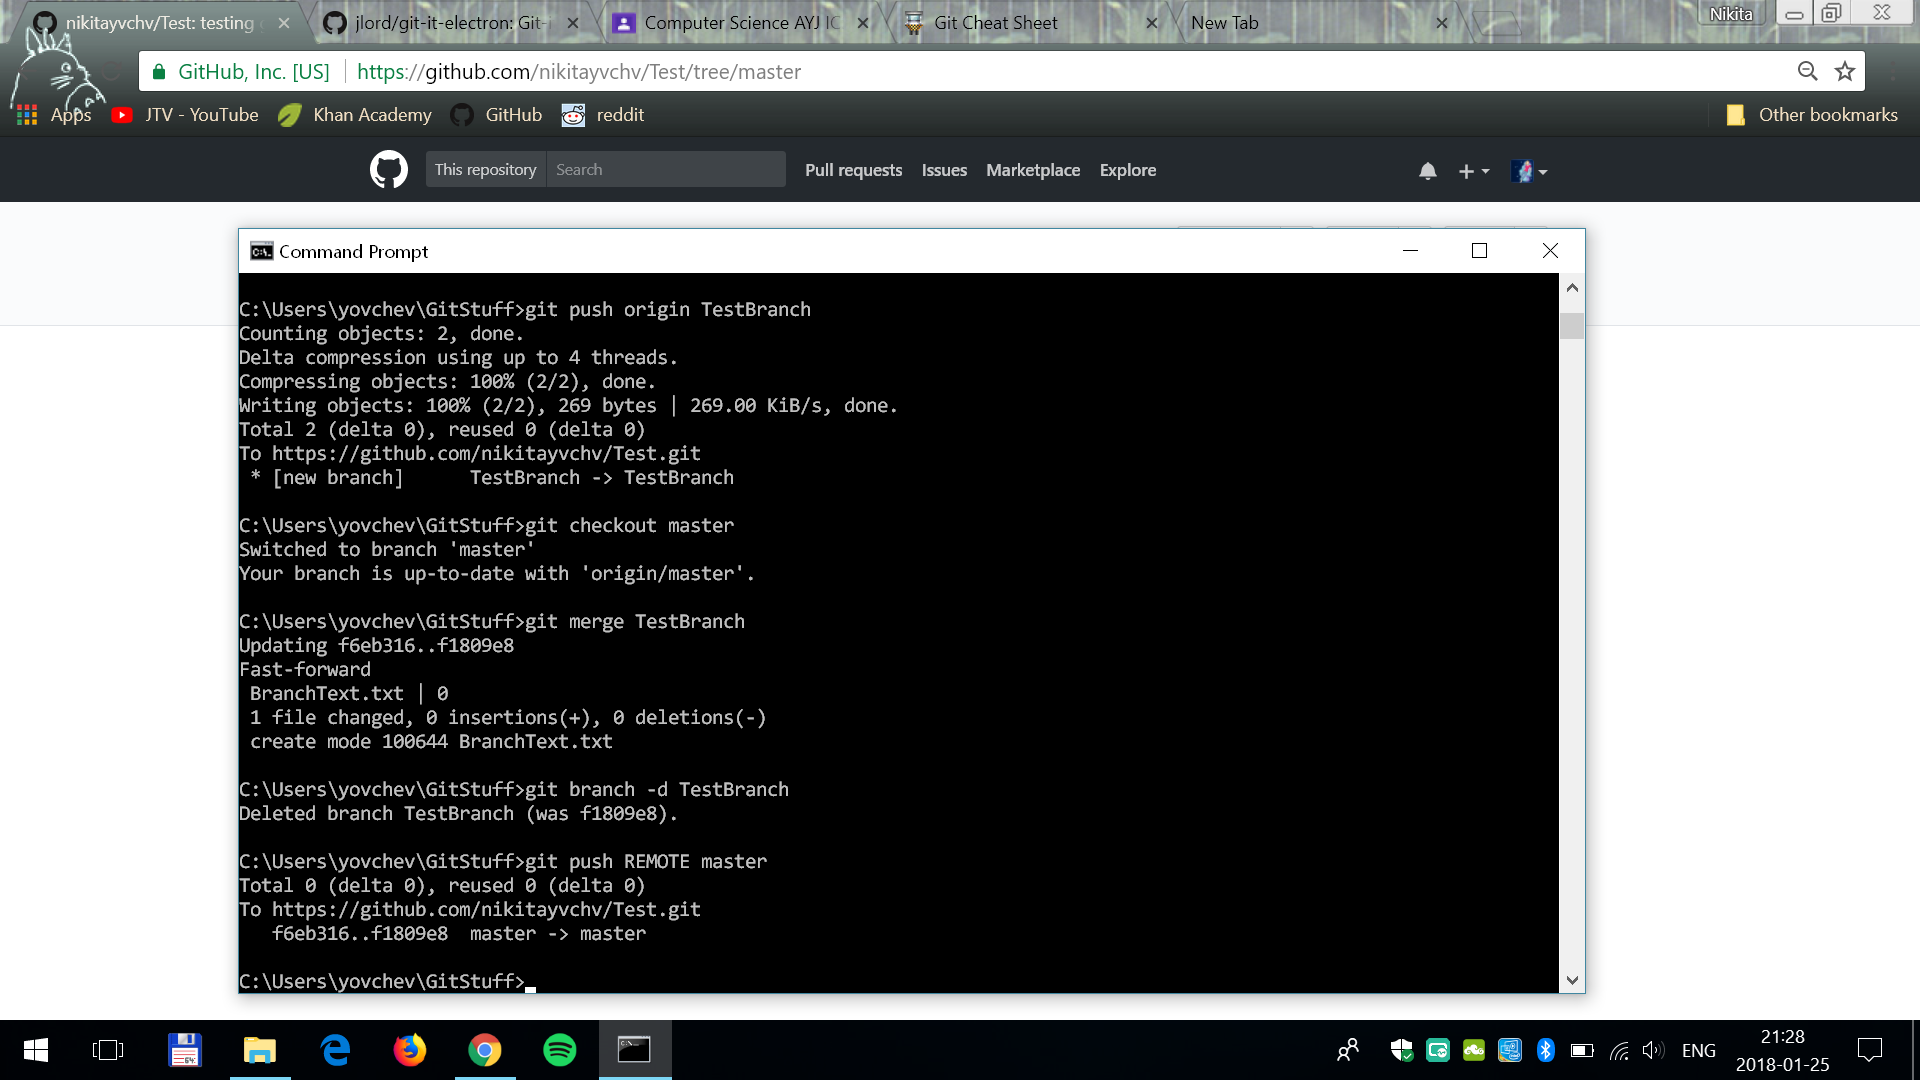 nikitayvchv/Test: testing
jlord/git-it-electron: Git-
Computer Science AYJ IC
Git Cheat Sheet
New Tab
Nikita
GitHub, Inc. [US]
https://github.com/nikitayvchv/Test/tree/master
Apps
JTV - YouTube
Khan Academy
GitHub
reddit
Other bookmarks
This repository
Search
Pull requests
Issues
Marketplace
Explore
Command Prompt
C:\Users\yovchev\GitStuff>git push origin TestBranch
Counting objects: 2, done.
Delta compression using up to 4 threads.
Compressing objects: 100% (2/2), done.
Writing objects: 100% (2/2), 269 bytes | 269.00 KiB/s, done.
Total 2 (delta 0), reused 0 (delta 0)
To https://github.com/nikitayvchv/Test.git
 * [new branch]      TestBranch -> TestBranch
C:\Users\yovchev\GitStuff>git checkout master
Switched to branch 'master'
Your branch is up-to-date with 'origin/master'.
C:\Users\yovchev\GitStuff>git merge TestBranch
Updating f6eb316..f1809e8
Fast-forward
 BranchText.txt | 0
 1 file changed, 0 insertions(+), 0 deletions(-)
 create mode 100644 BranchText.txt
C:\Users\yovchev\GitStuff>git branch -d TestBranch
Deleted branch TestBranch (was f1809e8).
C:\Users\yovchev\GitStuff>git push REMOTE master
Total 0 (delta 0), reused 0 (delta 0)
To https://github.com/nikitayvchv/Test.git
   f6eb316..f1809e8  master -> master
C:\Users\yovchev\GitStuff>
64
ENG
21:28
2018-01-25